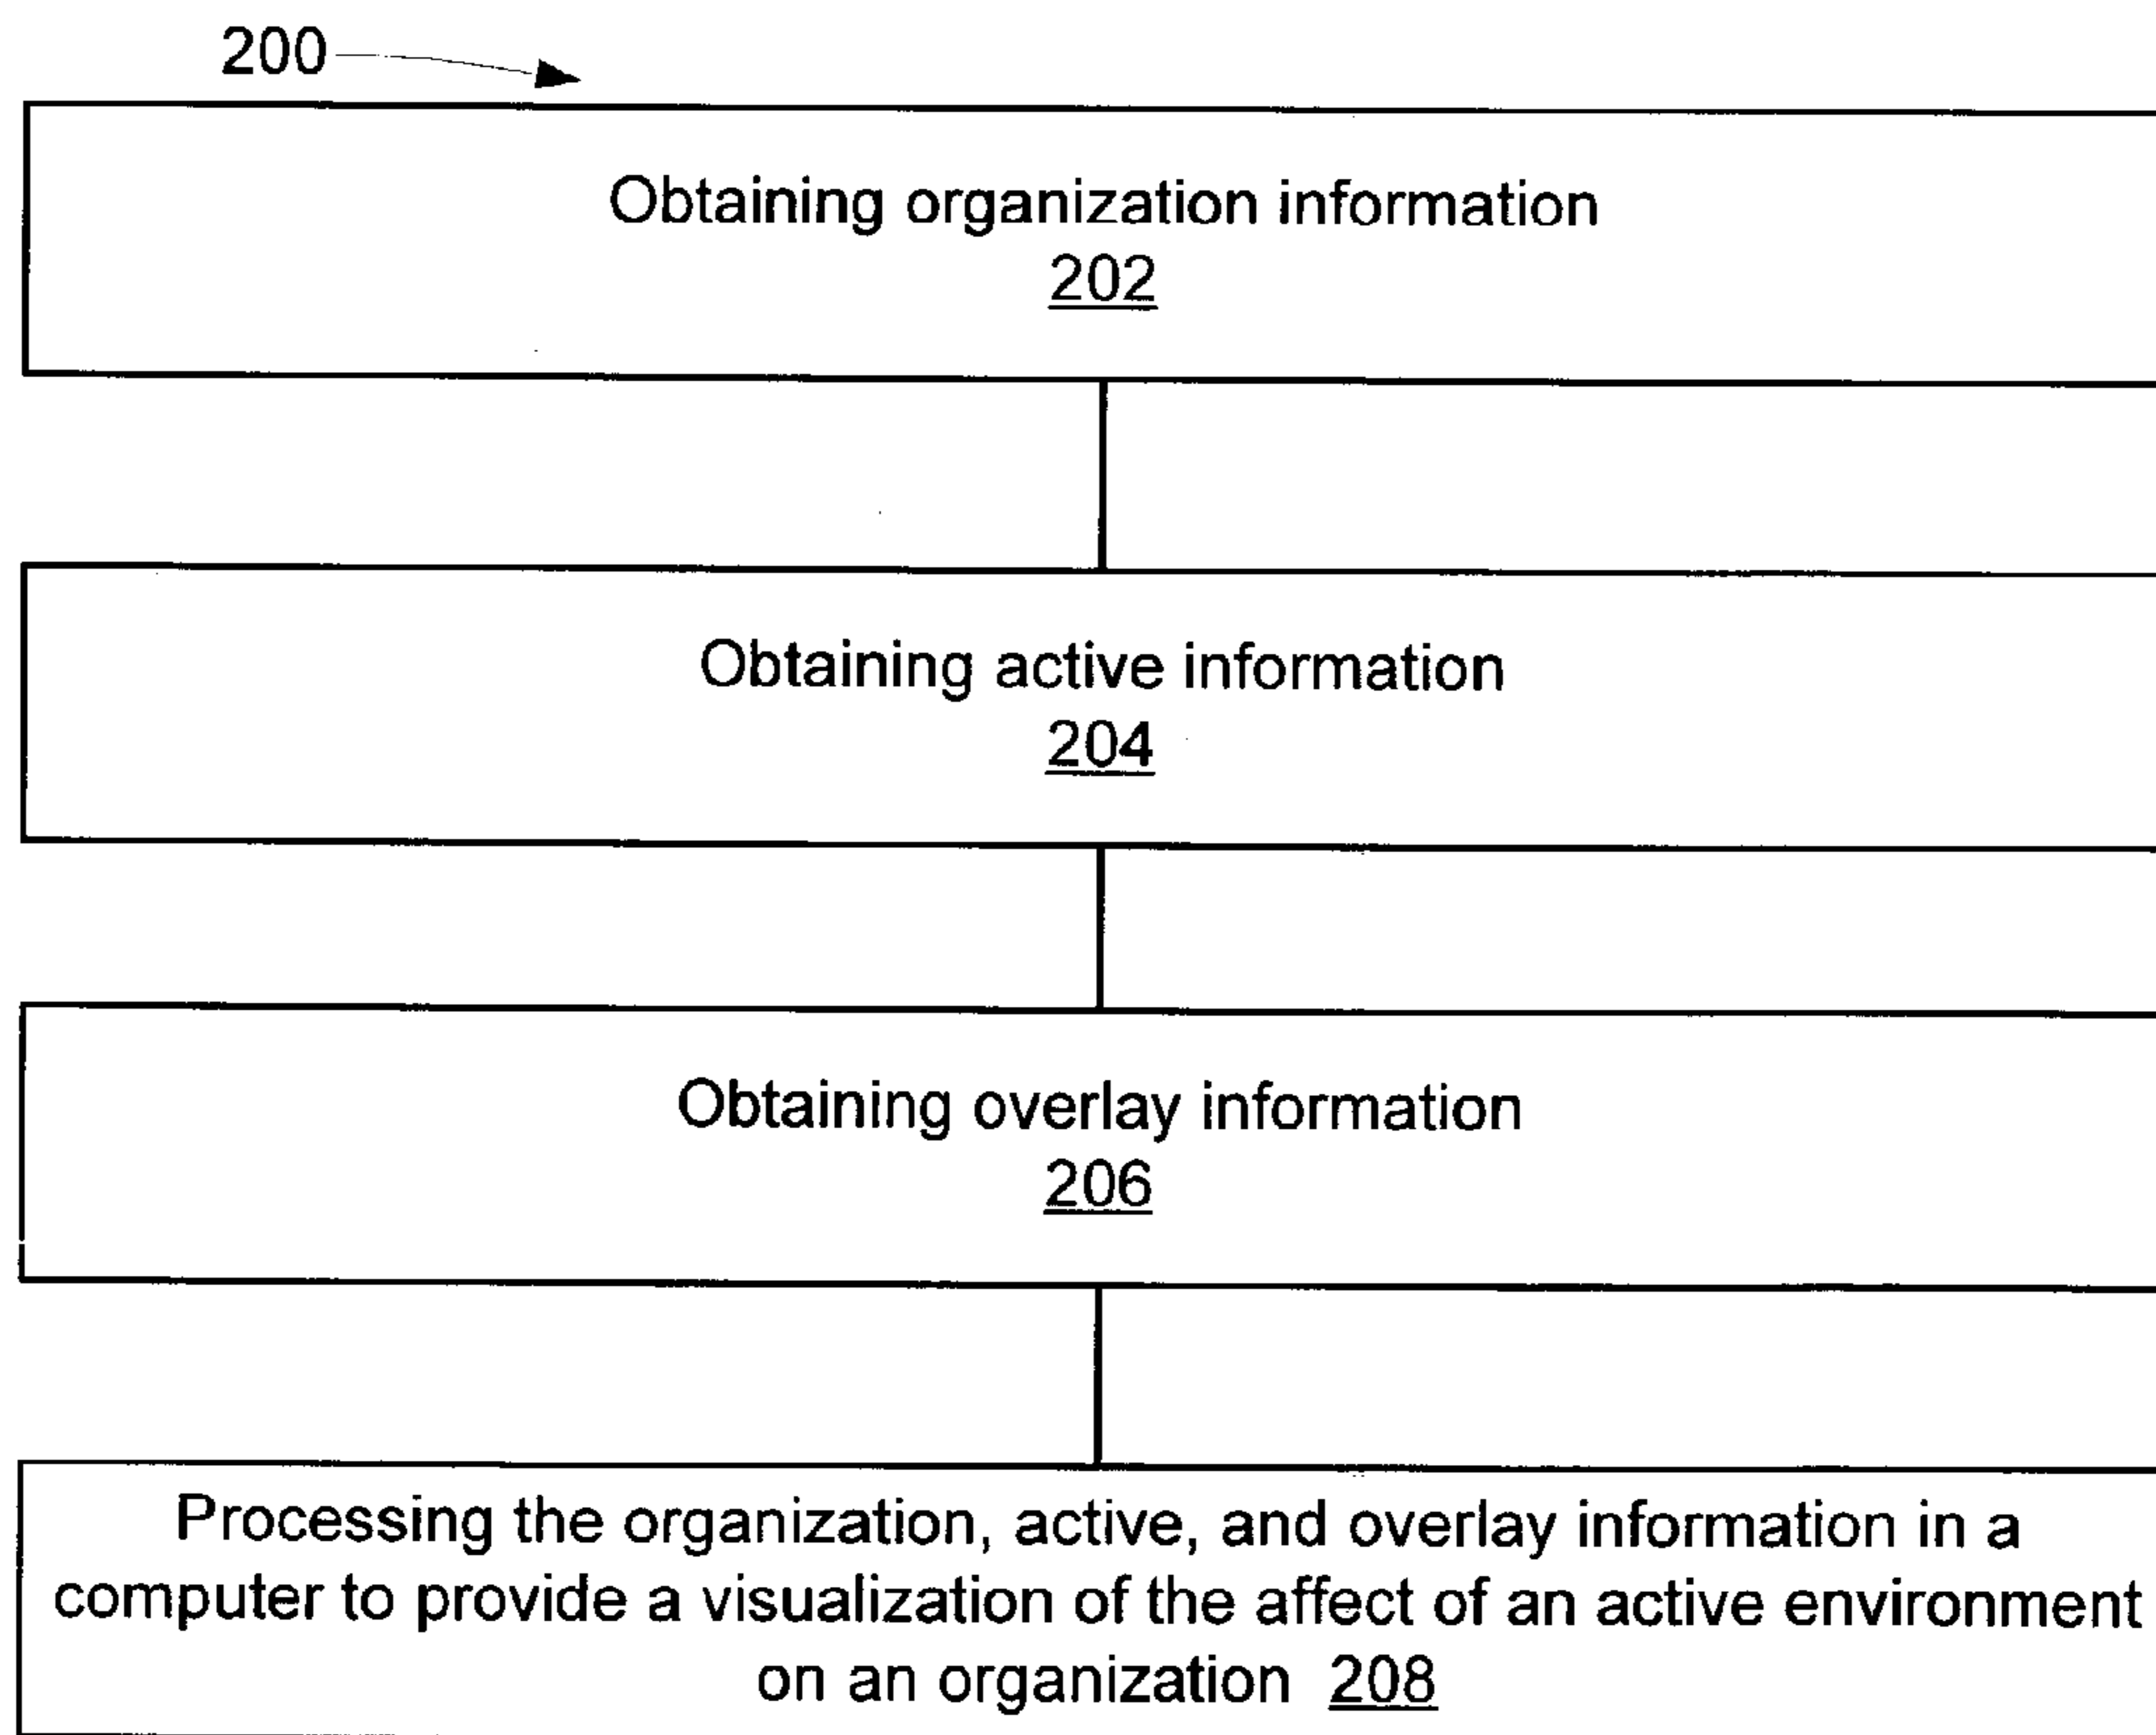 200
Obtaining organization information
202
Obtaining active information
204
Obtaining overlay information
206
Processing the organization, active, and overlay information in a
computer to provide a visualization of the affect of an active environment
on an organization 208